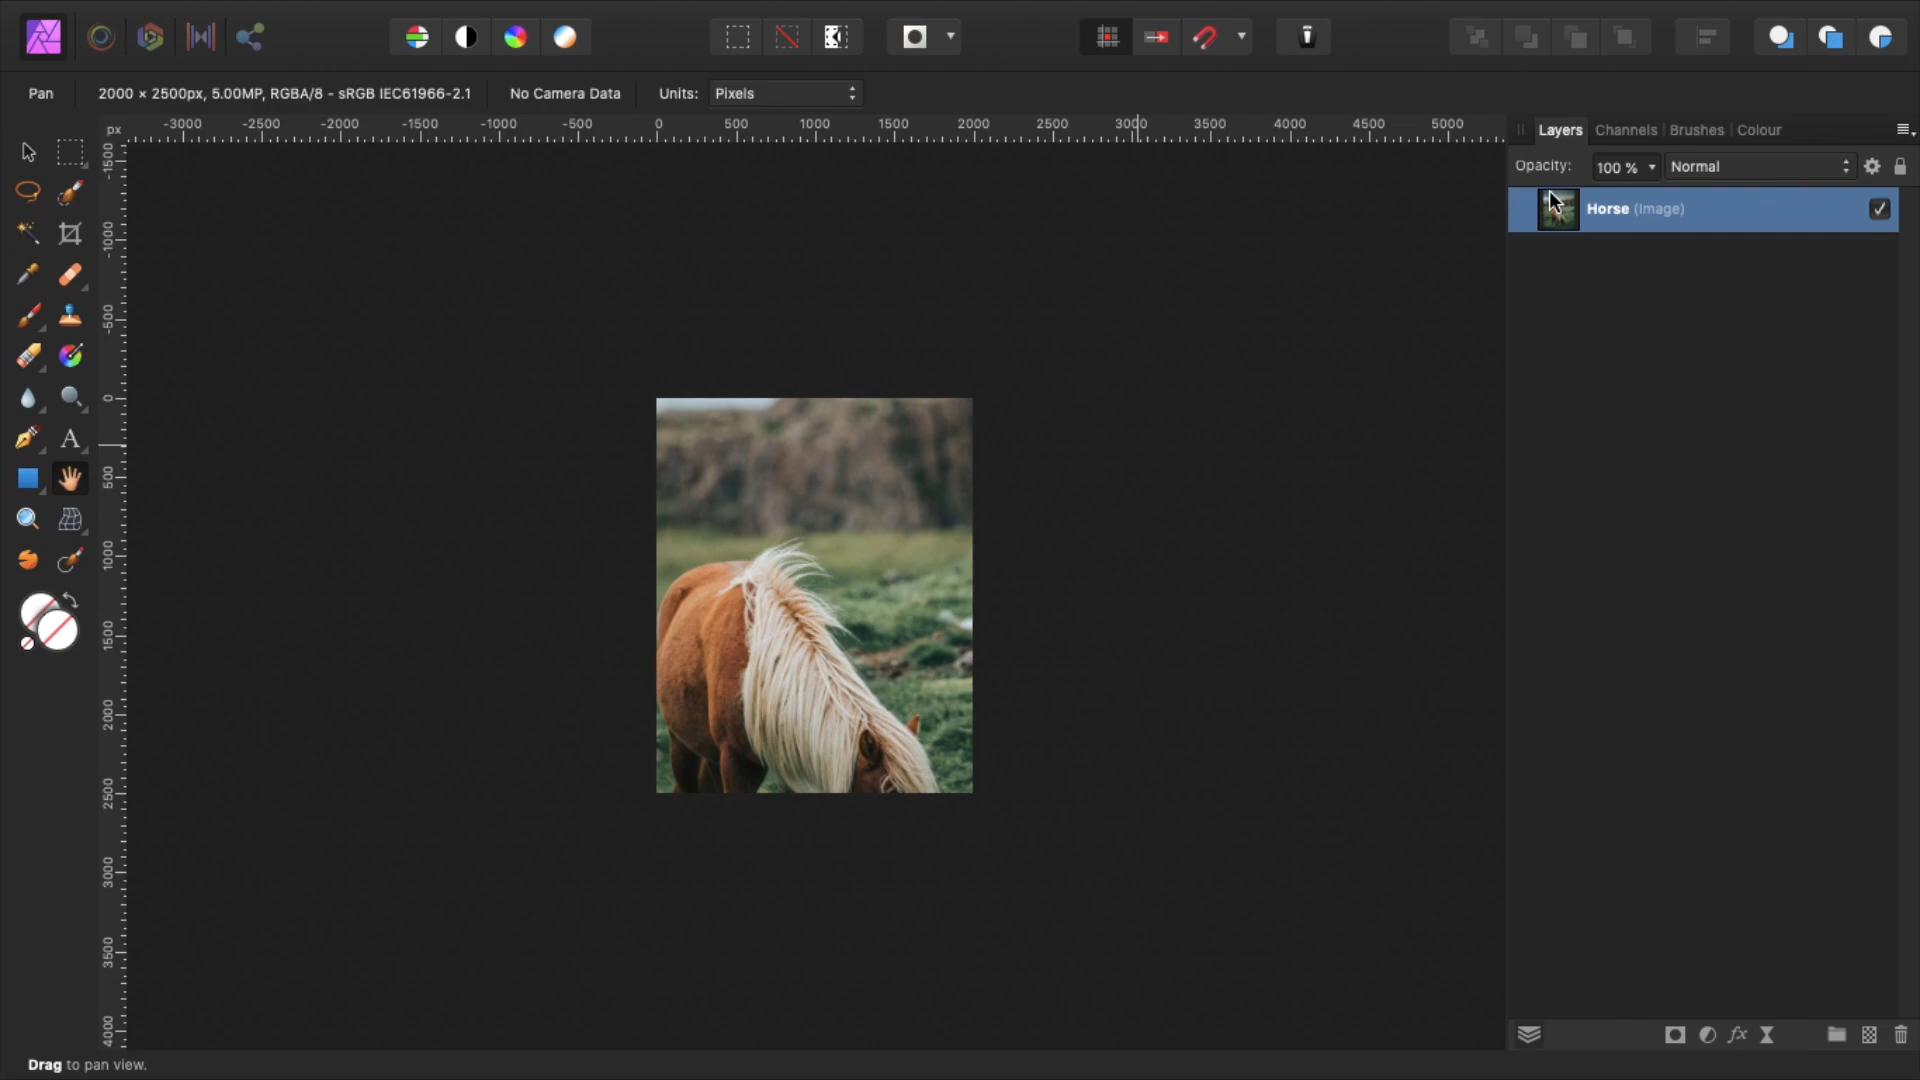 Pan
2000 × 2500px, 5.00MP, RGBA/8 - sRGB IEC61966-2.1
No Camera Data
Units:
Pixels
px
-3000 -2500 -2000 -1500 -1000 -500 0 500 1000 1500 2000 2500 3000 3500 4000 4500 5000
Layers
Channels
Brushes
Colour
Opacity:
100 %
Normal
Horse (Image)
-1500
-1000
-500
0
500
1000
1500
2000
2500
3000
3500
4000
A
fx
Drag to pan view.